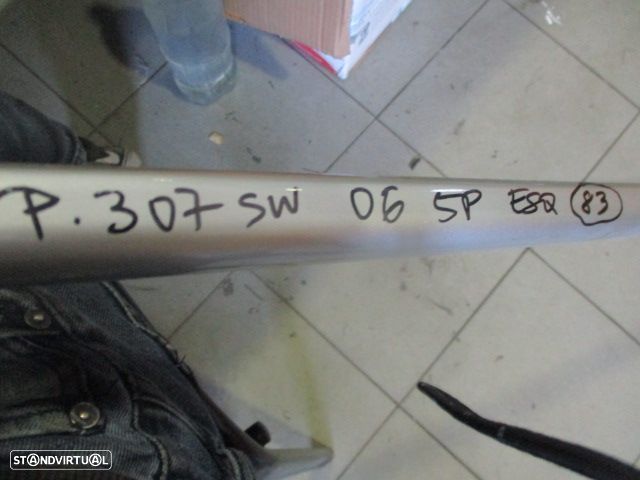 P. 307 SW 06 5P ESQ 83
STANDVIRTUAL